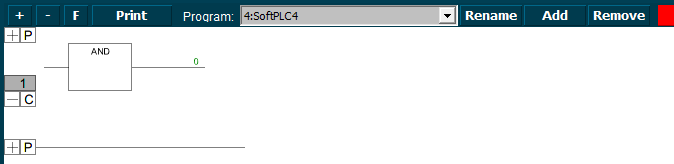 + - F Print Program: 4:SoftPLC4 Rename Add Remove
+ P
AND
0
1
- C
+ P